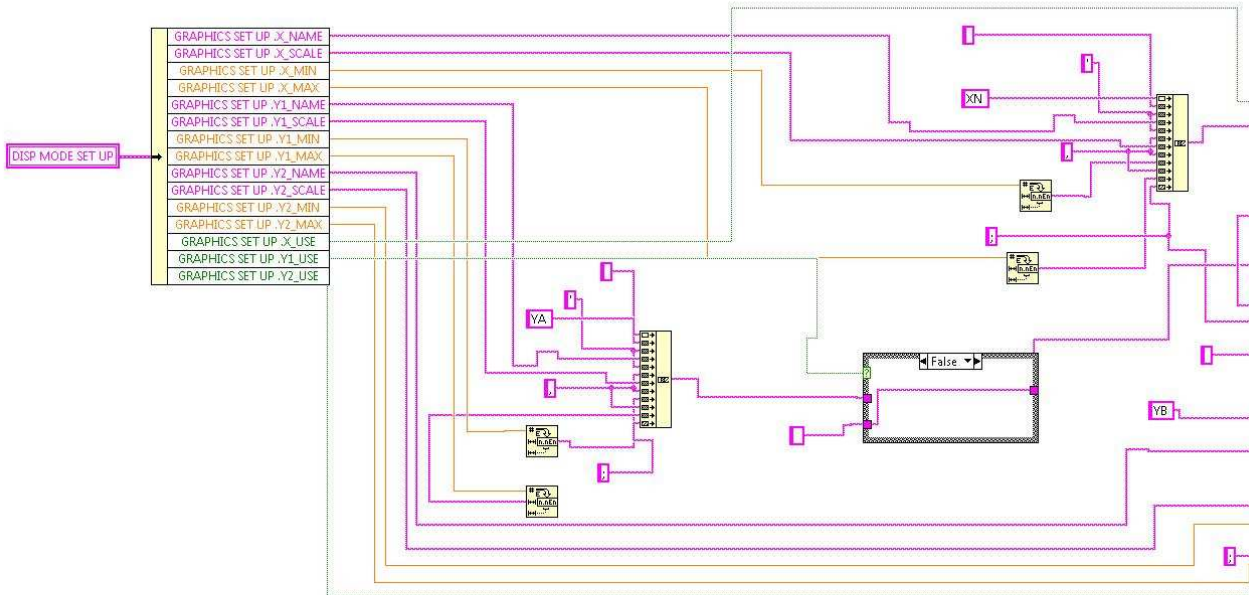 GRAPHICS SET UP .X_NAME
GRAPHICS SET UP .X_SCALE
GRAPHICS SET UP .X_MIN
GRAPHICS SET UP .X_MAX
GRAPHICS SET UP .Y1_NAME
GRAPHICS SET UP .Y1_SCALE
GRAPHICS SET UP .Y1_MIN
GRAPHICS SET UP .Y1_MAX
GRAPHICS SET UP .Y2_NAME
GRAPHICS SET UP .Y2_SCALE
GRAPHICS SET UP .Y2_MIN
GRAPHICS SET UP .Y2_MAX
GRAPHICS SET UP .X_USE
GRAPHICS SET UP .Y1_USE
GRAPHICS SET UP .Y2_USE
DISP MODE SET UP
XN
YA
False
?
YB